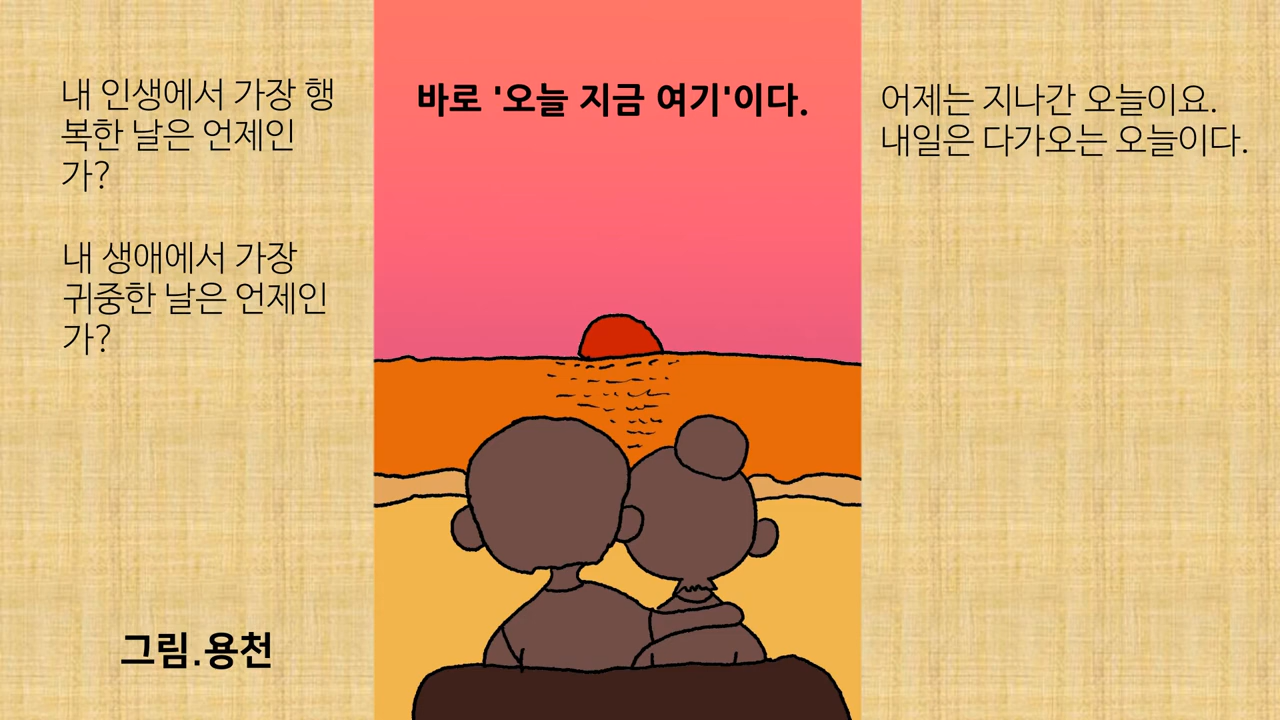 내 인생에서 가장 행
복한 날은 언제인
가?
내 생애에서 가장
귀중한 날은 언제인
가?
바로 '오늘 지금 여기'이다.
어제는 지나간 오늘이요.
내일은 다가오는 오늘이다.
그림.용천